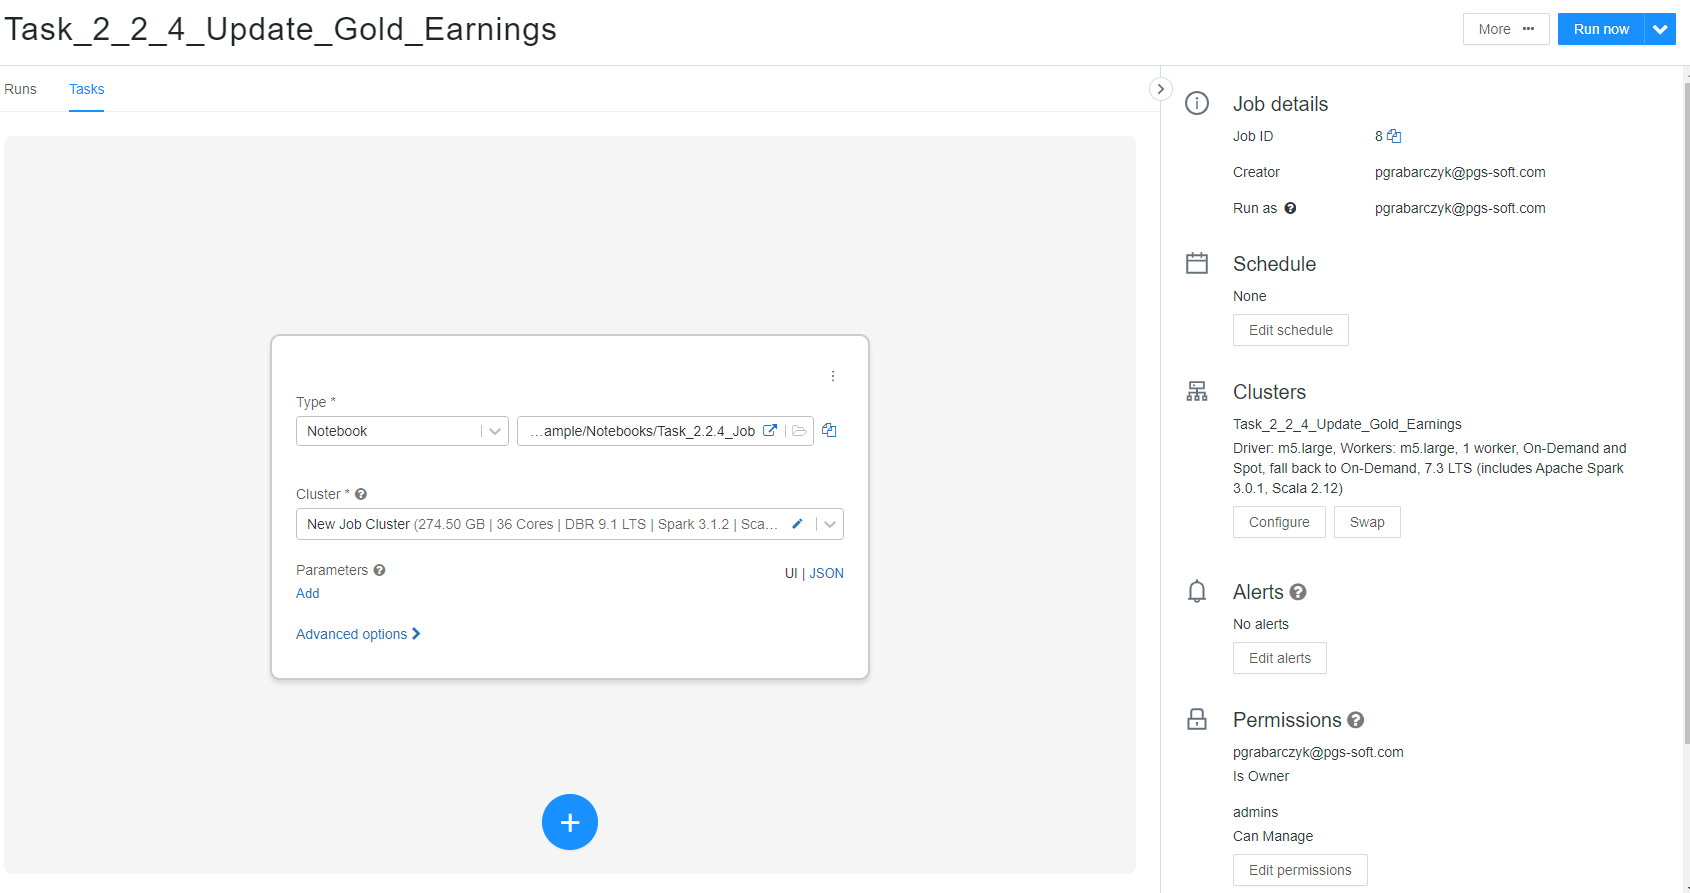 Task_2_2_4_Update_Gold_Earnings
More
Run now
Runs
Tasks
Type *
Notebook
...ample/Notebooks/Task_2.2.4_Job
Cluster *
New Job Cluster (274.50 GB | 36 Cores | DBR 9.1 LTS | Spark 3.1.2 | Sca...
Parameters
UI | JSON
Add
Advanced options
Job details
Job ID 8
Creator pgrabarczyk@pgs-soft.com
Run as pgrabarczyk@pgs-soft.com
Schedule
None
Edit schedule
Clusters
Task_2_2_4_Update_Gold_Earnings
Driver: m5.large, Workers: m5.large, 1 worker, On-Demand and
Spot, fall back to On-Demand, 7.3 LTS (includes Apache Spark
3.0.1, Scala 2.12)
Configure
Swap
Alerts
No alerts
Edit alerts
Permissions
pgrabarczyk@pgs-soft.com
Is Owner
admins
Can Manage
Edit permissions